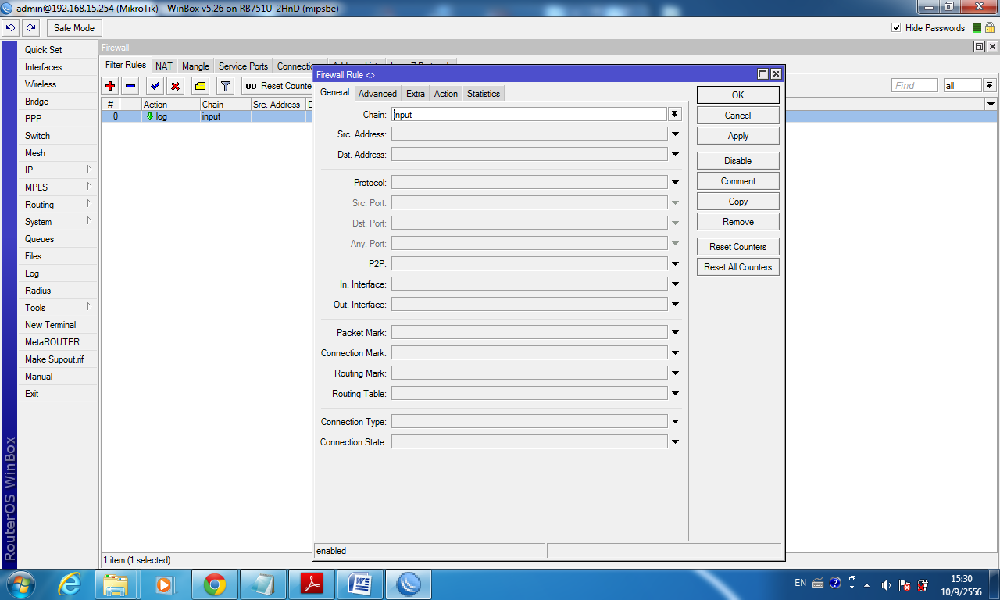 admin@192.168.15.254 (MikroTik) - WinBox v5.26 on RB751U-2HnD (mipsbe)
Safe Mode
Hide Passwords
Quick Set
Interfaces
Wireless
Bridge
PPP
Switch
Mesh
IP
MPLS
Routing
System
Queues
Files
Log
Radius
Tools
New Terminal
MetaROUTER
Make Supout.rif
Manual
Exit
RouterOS WinBox
Firewall
Filter Rules NAT Mangle Service Ports
00 Reset
Find
all
# Action Chain Src. Address
0 log input
1 item (1 selected)
Firewall Rule <>
General Advanced Extra Action Statistics
Chain: input
Src. Address:
Dst. Address:
Protocol:
Src. Port:
Dst. Port:
Any. Port:
P2P:
In. Interface:
Out. Interface:
Packet Mark:
Connection Mark:
Routing Mark:
Routing Table:
Connection Type:
Connection State:
OK
Cancel
Apply
Disable
Comment
Copy
Remove
Reset Counters
Reset All Counters
enabled
EN
15:30
10/9/2556